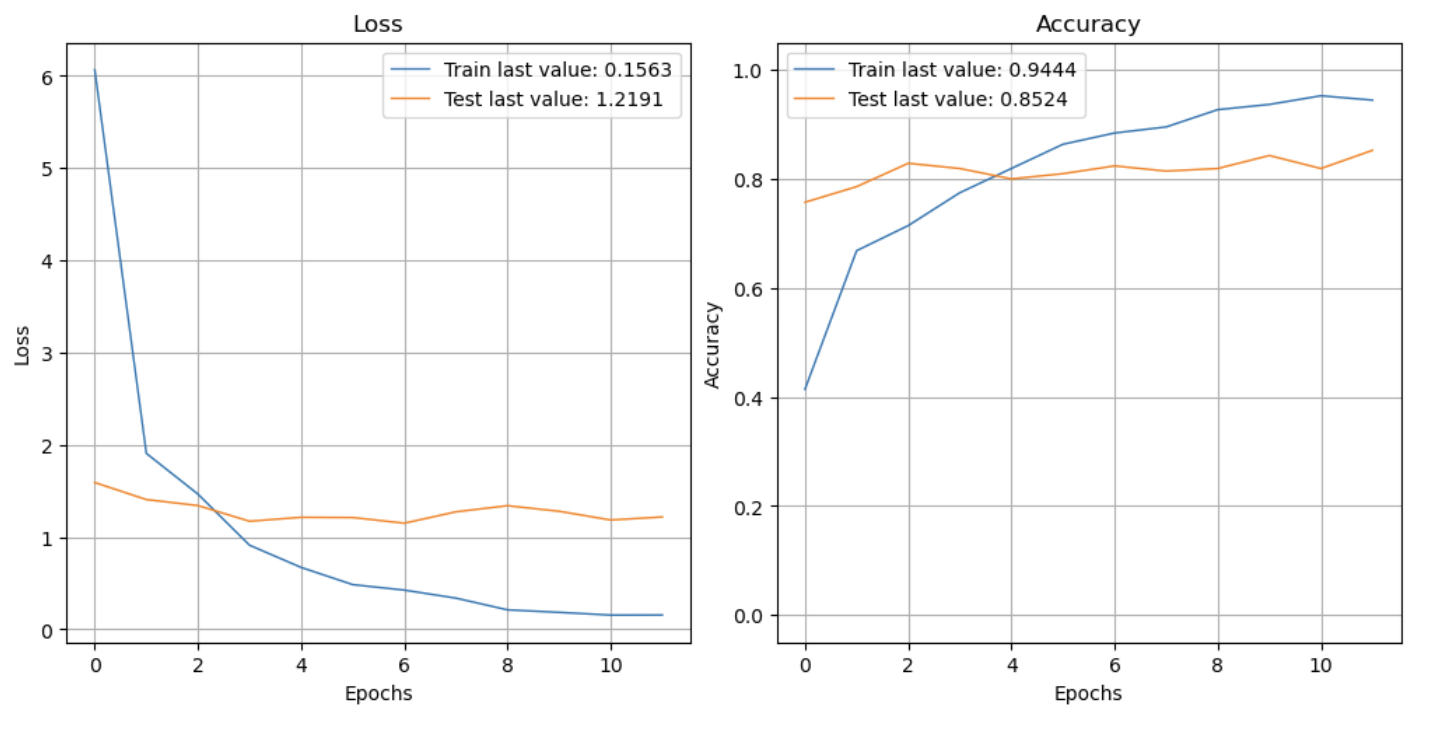 Loss
Train last value: 0.1563
Test last value: 1.2191
6
5
4
3
2
1
0
Loss
0 2 4 6 8 10
Epochs
Accuracy
Train last value: 0.9444
Test last value: 0.8524
1.0
0.8
0.6
0.4
0.2
0.0
Accuracy
0 2 4 6 8 10
Epochs